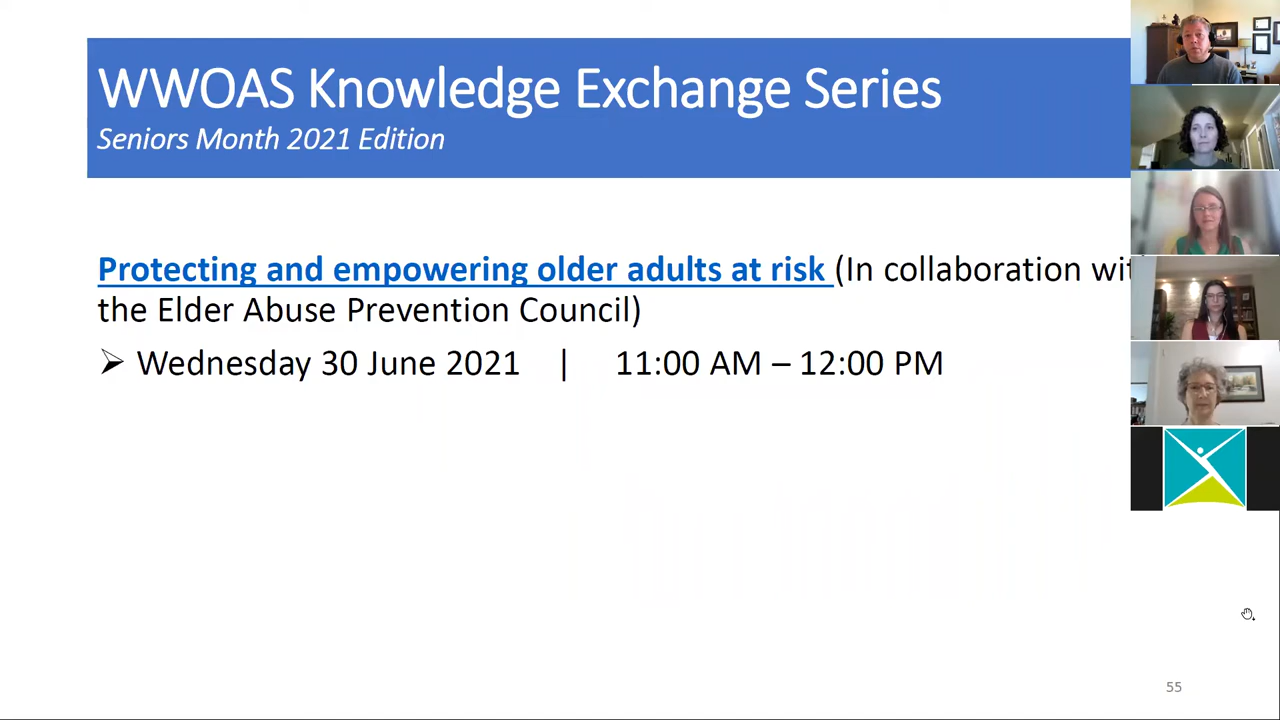 WWOAS Knowledge Exchange Series
Seniors Month 2021 Edition
Protecting and empowering older adults at risk (In collaboration wit
the Elder Abuse Prevention Council)
➢ Wednesday 30 June 2021 | 11:00 AM – 12:00 PM
55